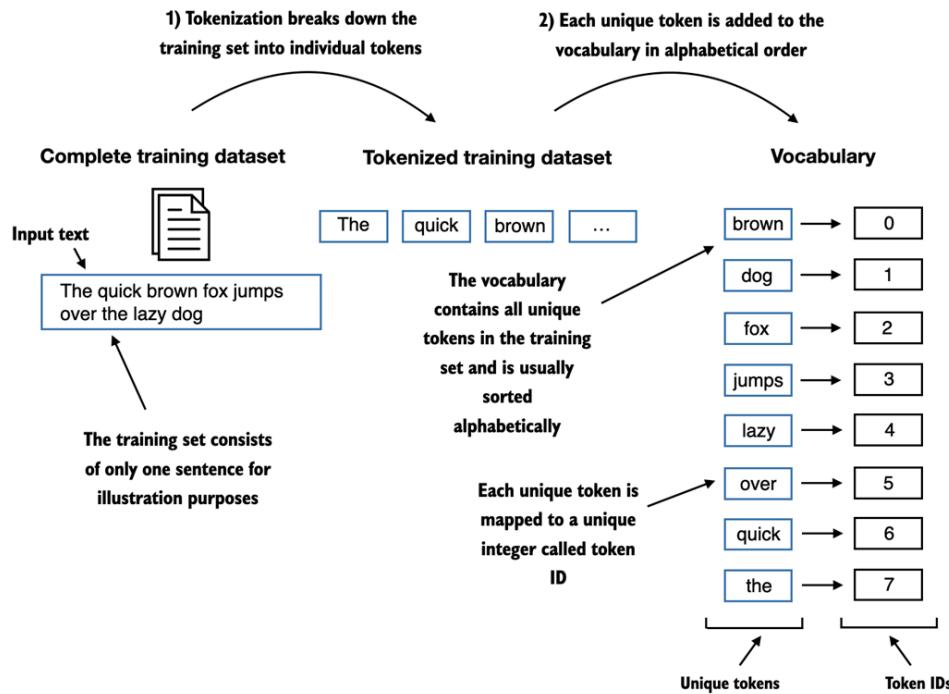 1) Tokenization breaks down the
training set into individual tokens
2) Each unique token is added to the
vocabulary in alphabetical order
Complete training dataset
Tokenized training dataset
Vocabulary
Input text
The quick brown fox jumps
over the lazy dog
The training set consists
of only one sentence for
illustration purposes
The
quick
brown
...
The vocabulary
contains all unique
tokens in the training
set and is usually
sorted
alphabetically
Each unique token is
mapped to a unique
integer called token
ID
brown 0
dog 1
fox 2
jumps 3
lazy 4
over 5
quick 6
the 7
Unique tokens
Token IDs